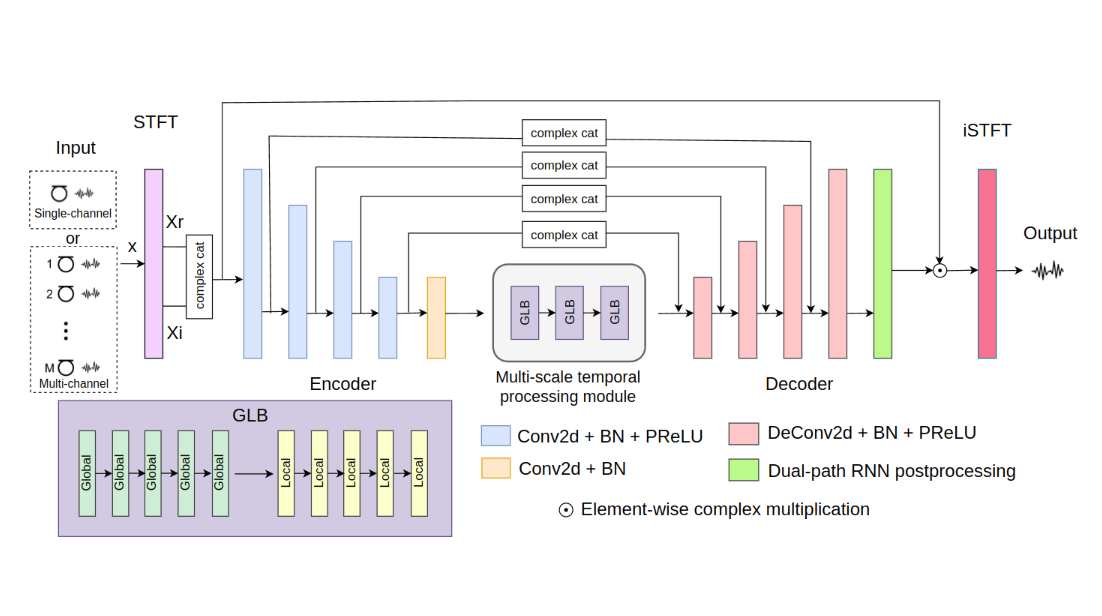 STFT
Input
Single-channel
or
1
2
M
Multi-channel
x
Xr
Xi
complex cat
complex cat
complex cat
complex cat
complex cat
iSTFT
Output
GLB
GLB
GLB
Encoder
Multi-scale temporal
processing module
Decoder
GLB
Global
Global
Global
Global
Global
Local
Local
Local
Local
Local
Conv2d + BN + PReLU
Conv2d + BN
DeConv2d + BN + PReLU
Dual-path RNN postprocessing
Element-wise complex multiplication